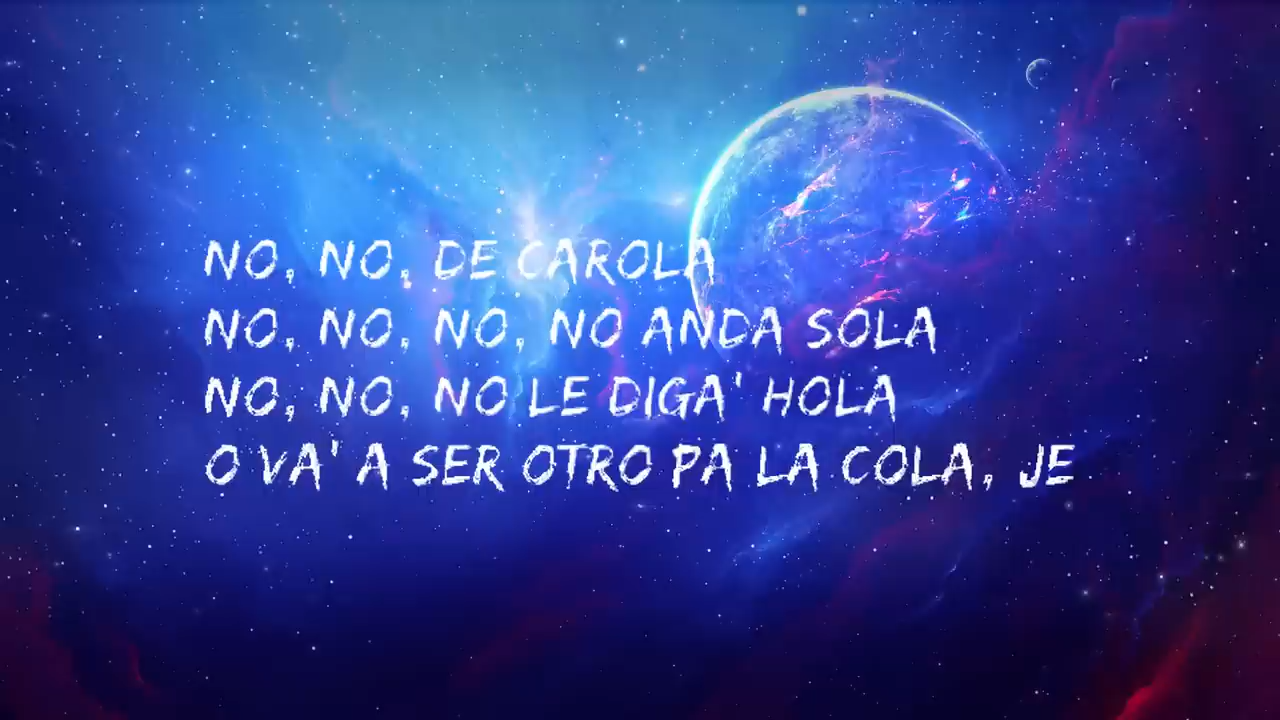 NO, NO, DE CAROLA
NO, NO, NO, NO ANDA SOLA
NO, NO, NO LE DIGA' HOLA
O VA' A SER OTRO PA LA COLA, JE